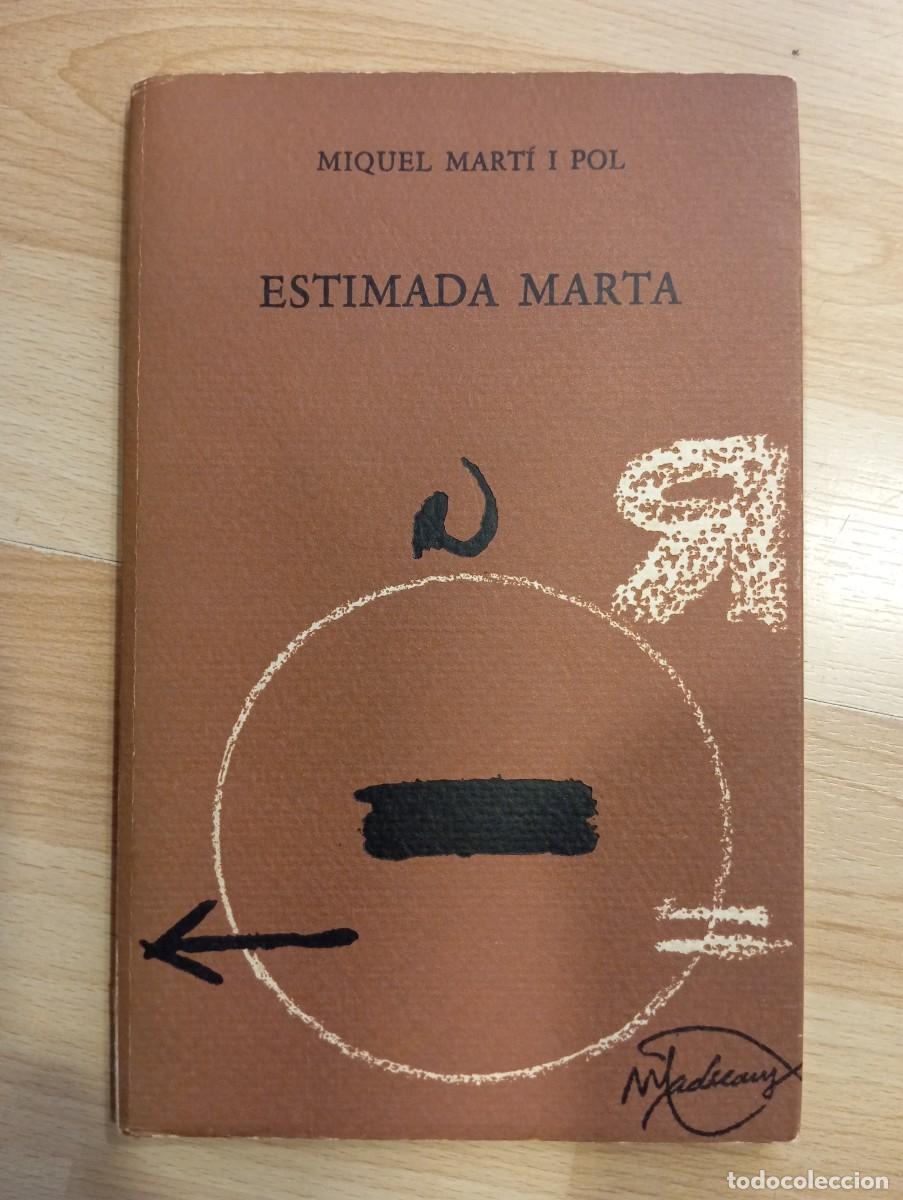 MIQUEL MARTÍ I POL
ESTIMADA MARTA
todocoleccion